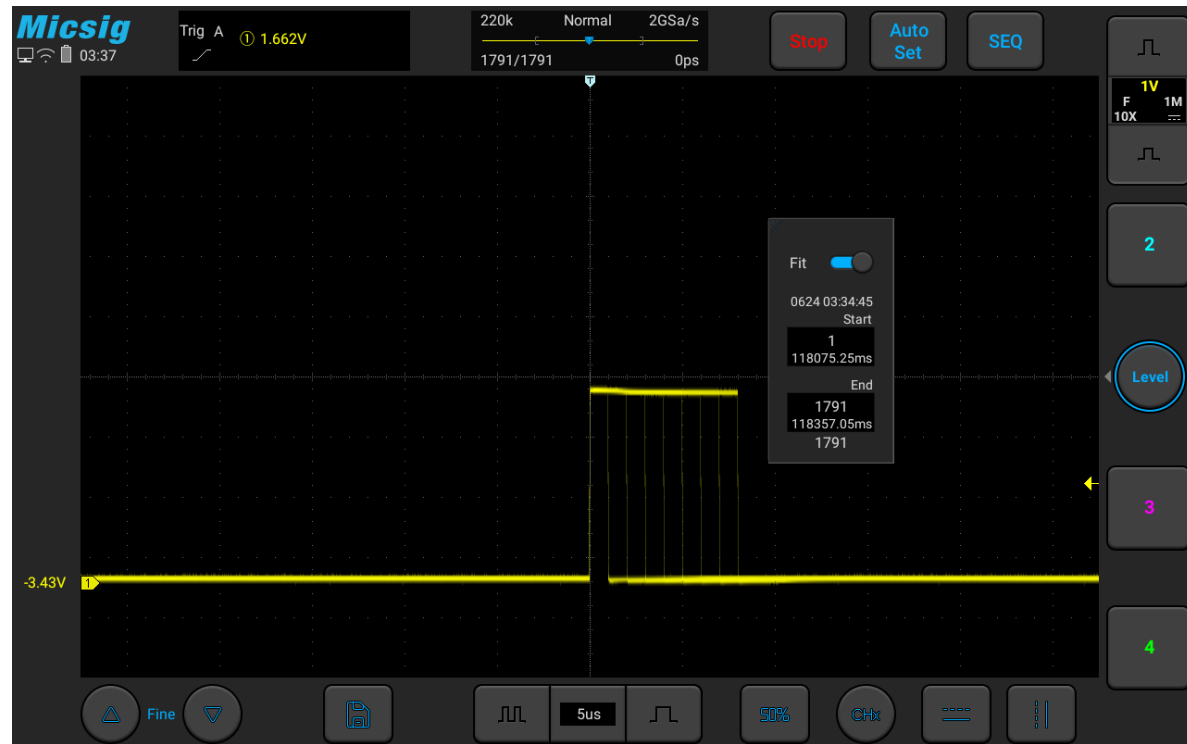 Micsig
03:37
Trig A ① 1.662V
220k Normal 2GSa/s
1791/1791 0ps
Stop
Auto
Set
SEQ
T
1V
F 1M
10X
Fit
0624 03:34:45
Start
1
118075.25ms
End
1791
118357.05ms
1791
2
Level
3
4
-3.43V
1
Fine
5us
50%
CHx